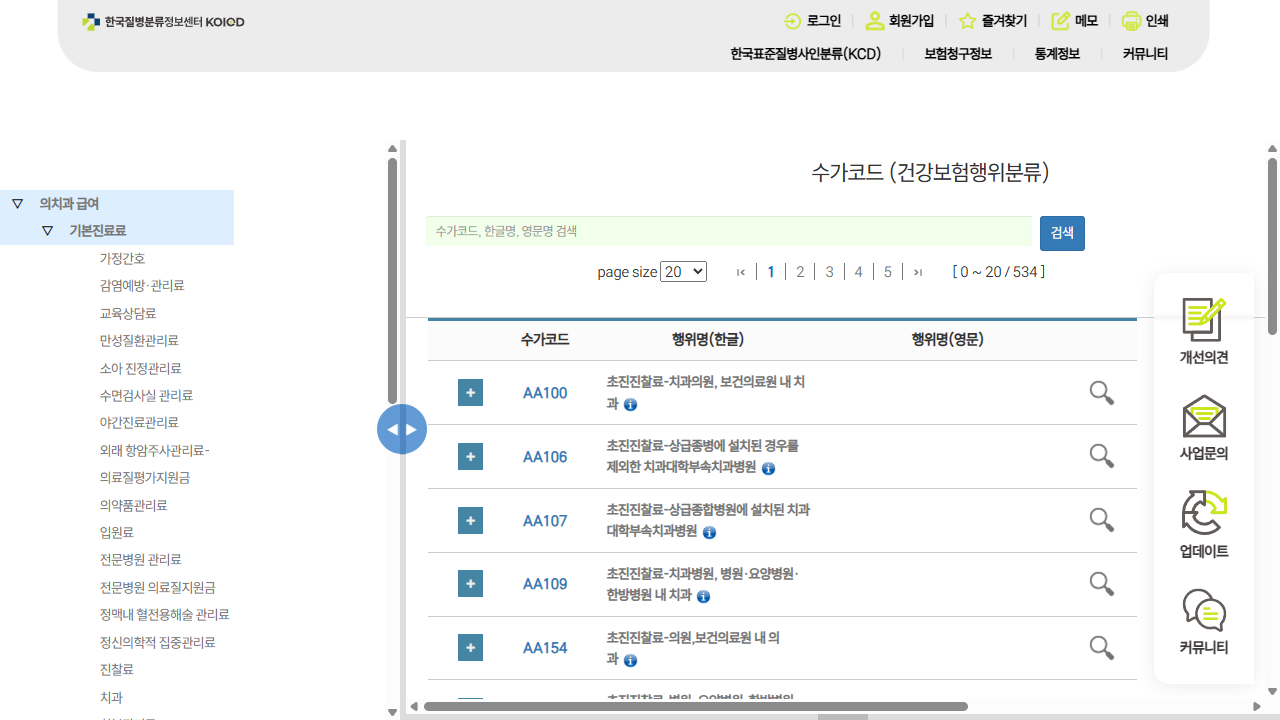 한국질병분류정보센터 KOICD
로그인
회원가입
즐겨찾기
메모
인쇄
한국표준질병사인분류(KCD)
보험청구정보
통계정보
커뮤니티
의치과 급여
기본진료료
가정간호
감염예방·관리료
교육상담료
만성질환관리료
소아 진정관리료
수면검사실 관리료
야간진료관리료
외래 항암주사관리료-
의료질평가지원금
의약품관리료
입원료
전문병원 관리료
전문병원 의료질지원금
정맥내 혈전용해술 관리료
정신의학적 집중관리료
진찰료
치과
수가코드 (건강보험행위분류)
수가코드, 한글명, 영문명 검색
검색
page size 20
1 2 3 4 5
[ 0 ~ 20 / 534 ]
수가코드 행위명(한글) 행위명(영문)
AA100
초진진찰료-치과의원, 보건의료원 내 치
과
AA106
초진진찰료-상급종병에 설치된 경우를
제외한 치과대학부속치과병원
AA107
초진진찰료-상급종합병원에 설치된 치과
대학부속치과병원
AA109
초진진찰료-치과병원, 병원·요양병원·
한방병원 내 치과
AA154
초진진찰료-의원,보건의료원 내 의
과
개선의견
사업문의
업데이트
커뮤니티